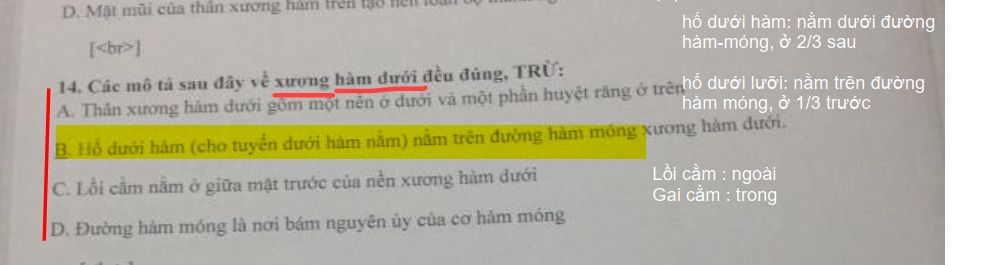 D. Mặt mũi của thân xương hàm trên tạo nên toàn bộ
[<br>]
14. Các mô tả sau đây về xương hàm dưới đều đúng, TRỪ:
A. Thân xương hàm dưới gồm một nền ở dưới và một phần huyệt răng ở trên
B. Hố dưới hàm (cho tuyến dưới hàm nằm) nằm trên đường hàm móng xương hàm dưới.
C. Lồi cằm nằm ở giữa mặt trước của nền xương hàm dưới
D. Đường hàm móng là nơi bám nguyên ủy của cơ hàm móng
hố dưới hàm: nằm dưới đường
hàm-móng, ở 2/3 sau
hố dưới lưỡi: nằm trên đường
hàm móng, ở 1/3 trước
Lồi cằm : ngoài
Gai cằm : trong